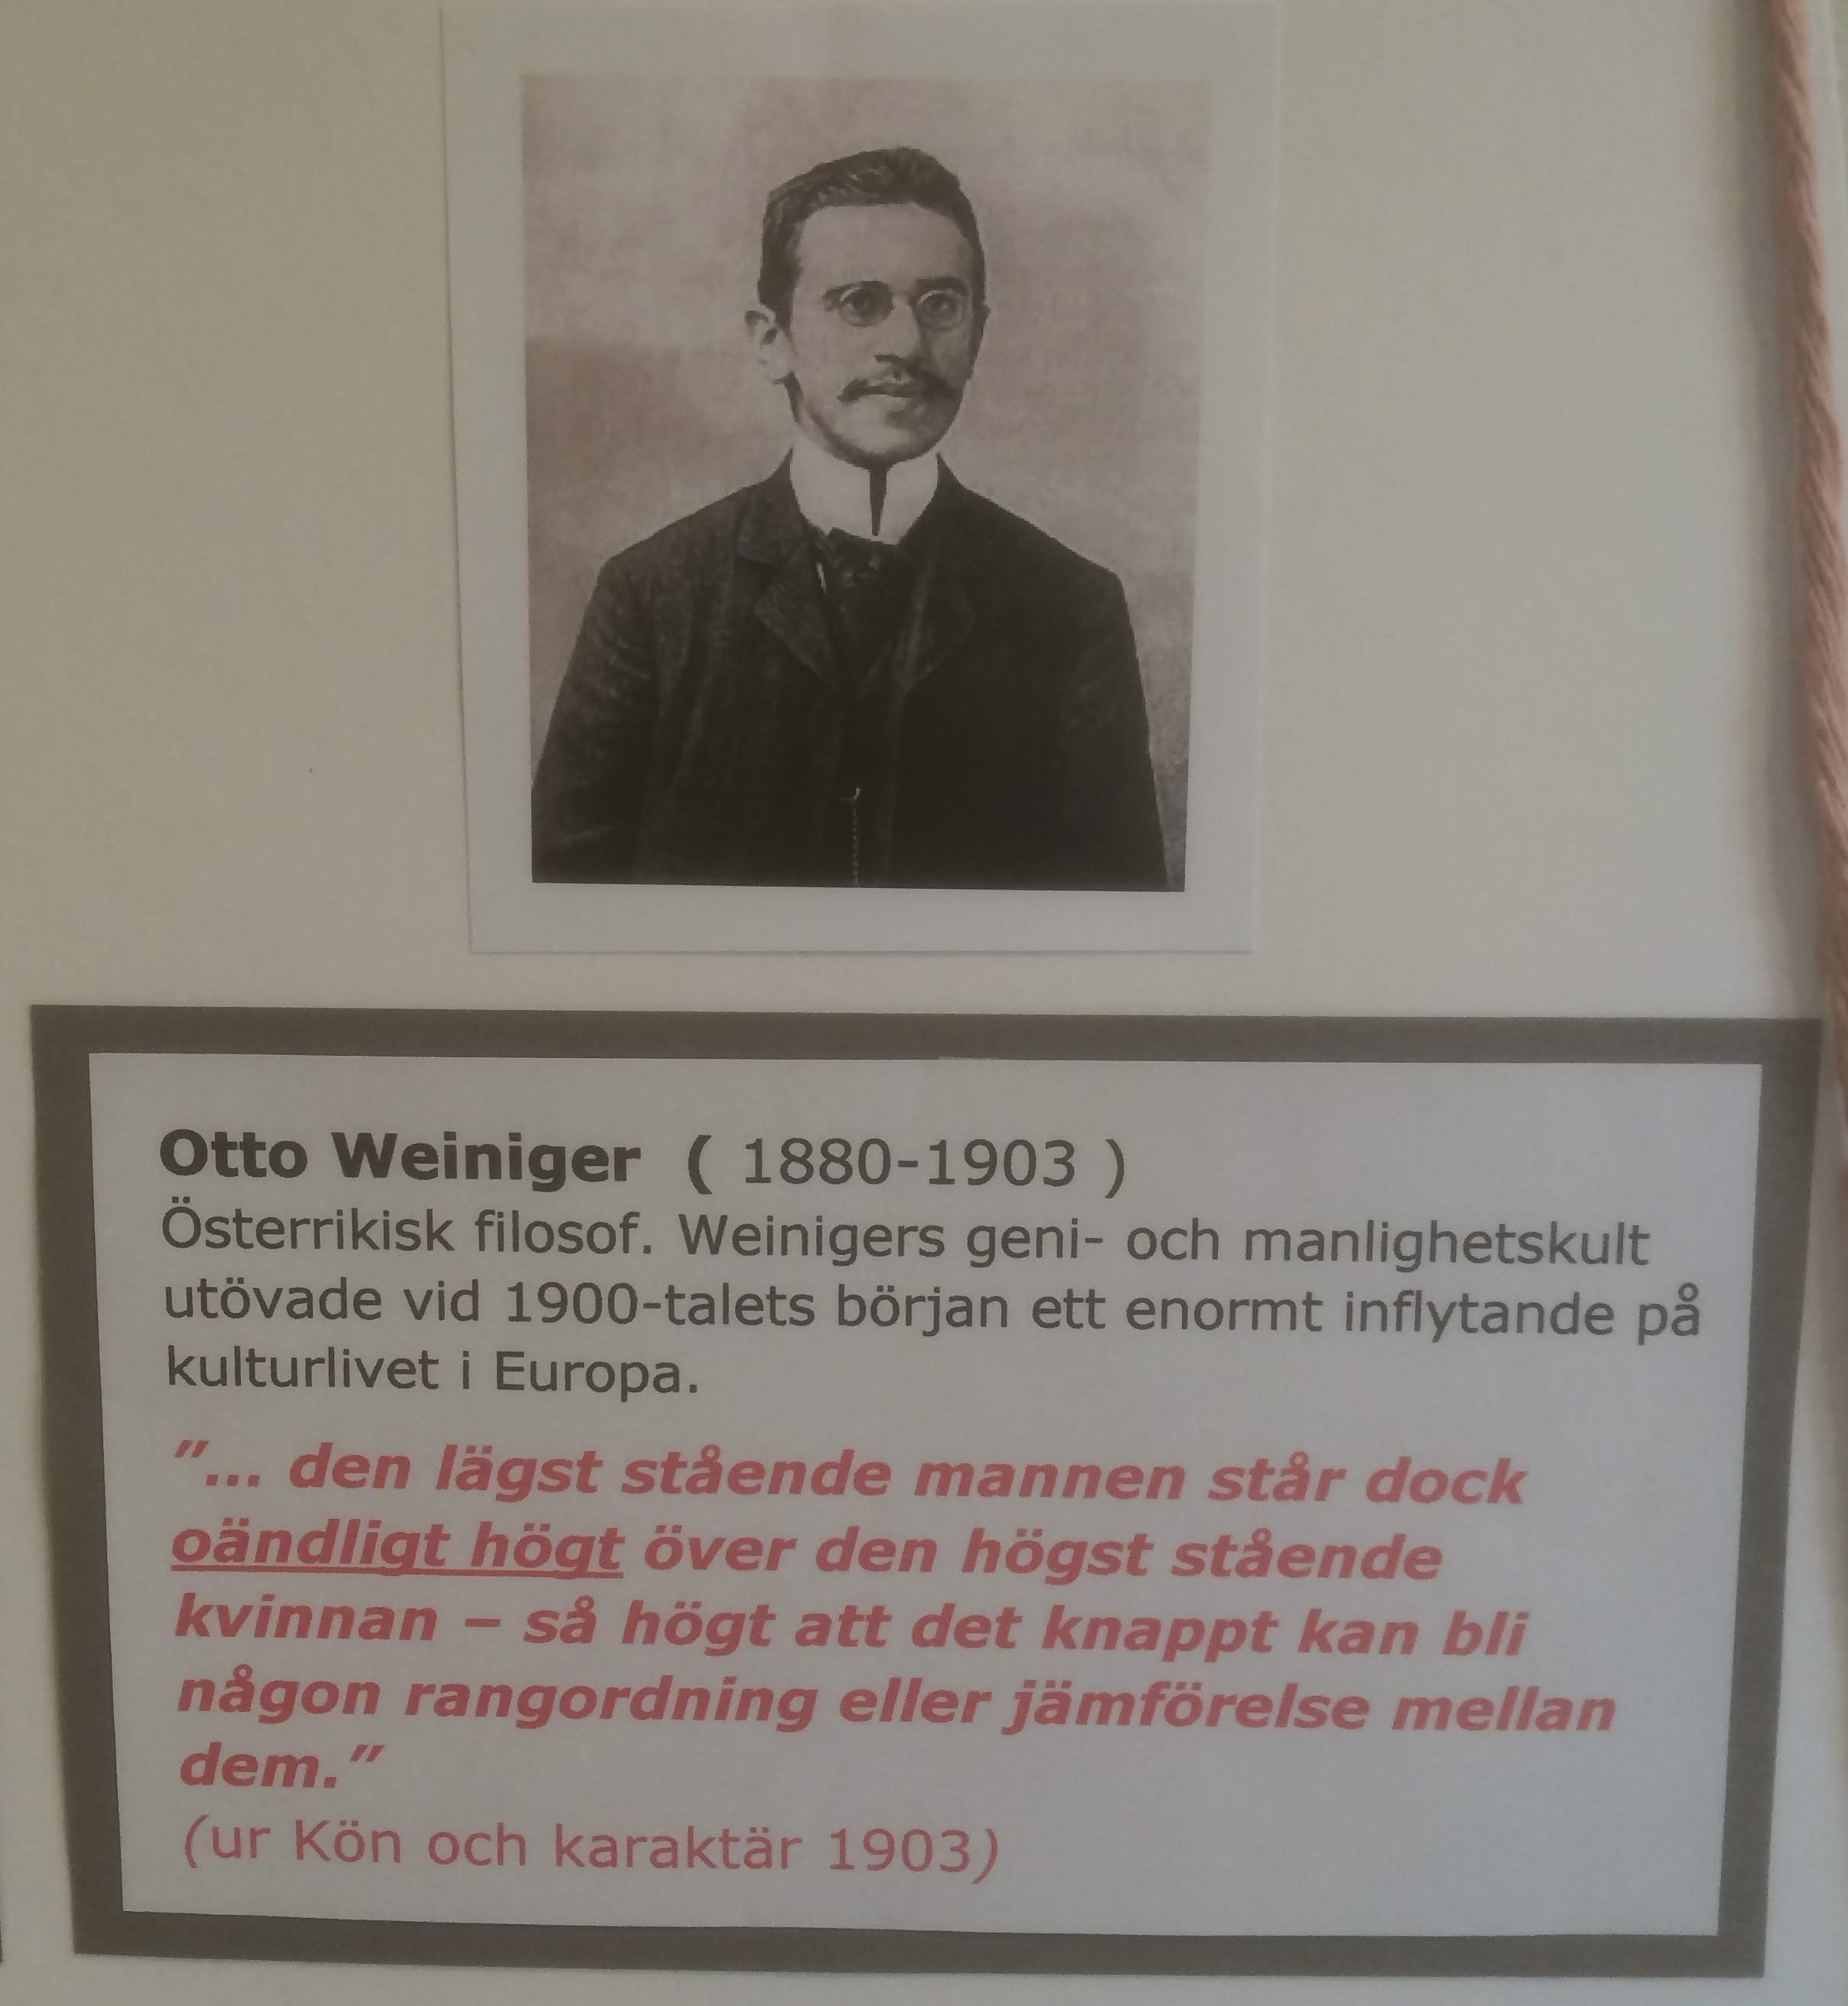 Otto Weiniger ( 1880-1903 )
Österrikisk filosof. Weinigers geni- och manlighetskult
utövade vid 1900-talets början ett enormt inflytande på
kulturlivet i Europa.
"... den lägst stående mannen står dock
oändligt högt över den högst stående
kvinnan – så högt att det knappt kan bli
någon rangordning eller jämförelse mellan
dem."
(ur Kön och karaktär 1903)